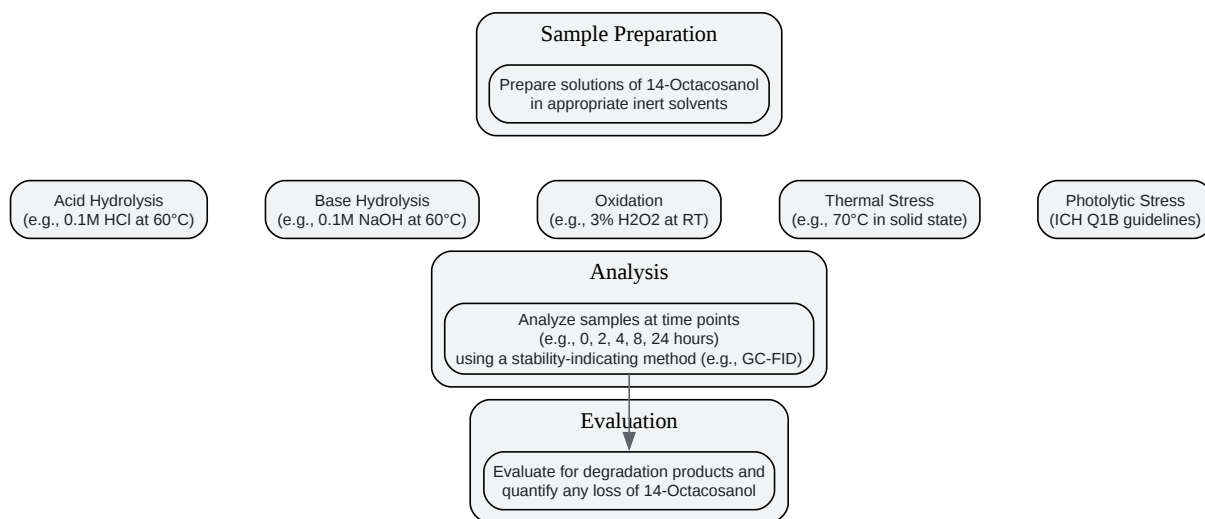 Sample Preparation
Prepare solutions of 14-Octacosanol
in appropriate inert solvents
Acid Hydrolysis
(e.g., 0.1M HCl at 60°C)
Base Hydrolysis
(e.g., 0.1M NaOH at 60°C)
Oxidation
(e.g., 3% H2O2 at RT)
Thermal Stress
(e.g., 70°C in solid state)
Photolytic Stress
(ICH Q1B guidelines)
Analysis
Analyze samples at time points
(e.g., 0, 2, 4, 8, 24 hours)
using a stability-indicating method (e.g., GC-FID)
Evaluation
Evaluate for degradation products and
quantify any loss of 14-Octacosanol